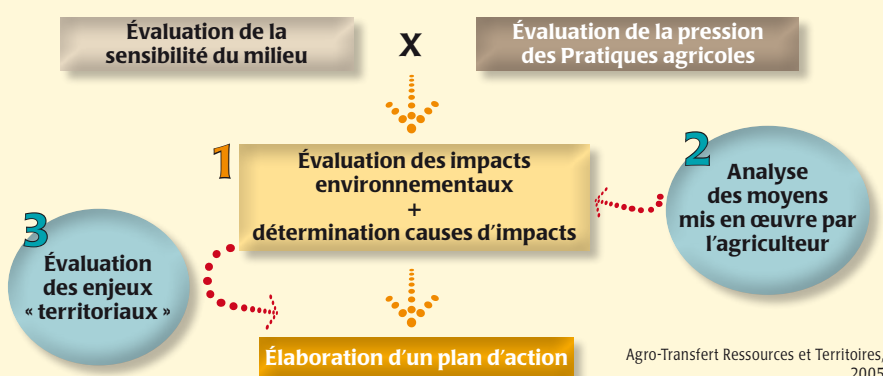 Évaluation de la
sensibilité du milieu
X
Évaluation de la pression
des Pratiques agricoles
1
Évaluation des impacts
environnementaux
+
détermination causes d’impacts
2
Analyse
des moyens
mis en œuvre par
l’agriculteur
3
Évaluation
des enjeux
« territoriaux »
Élaboration d’un plan d’action
Agro-Transfert Ressources et Territoires,
2005